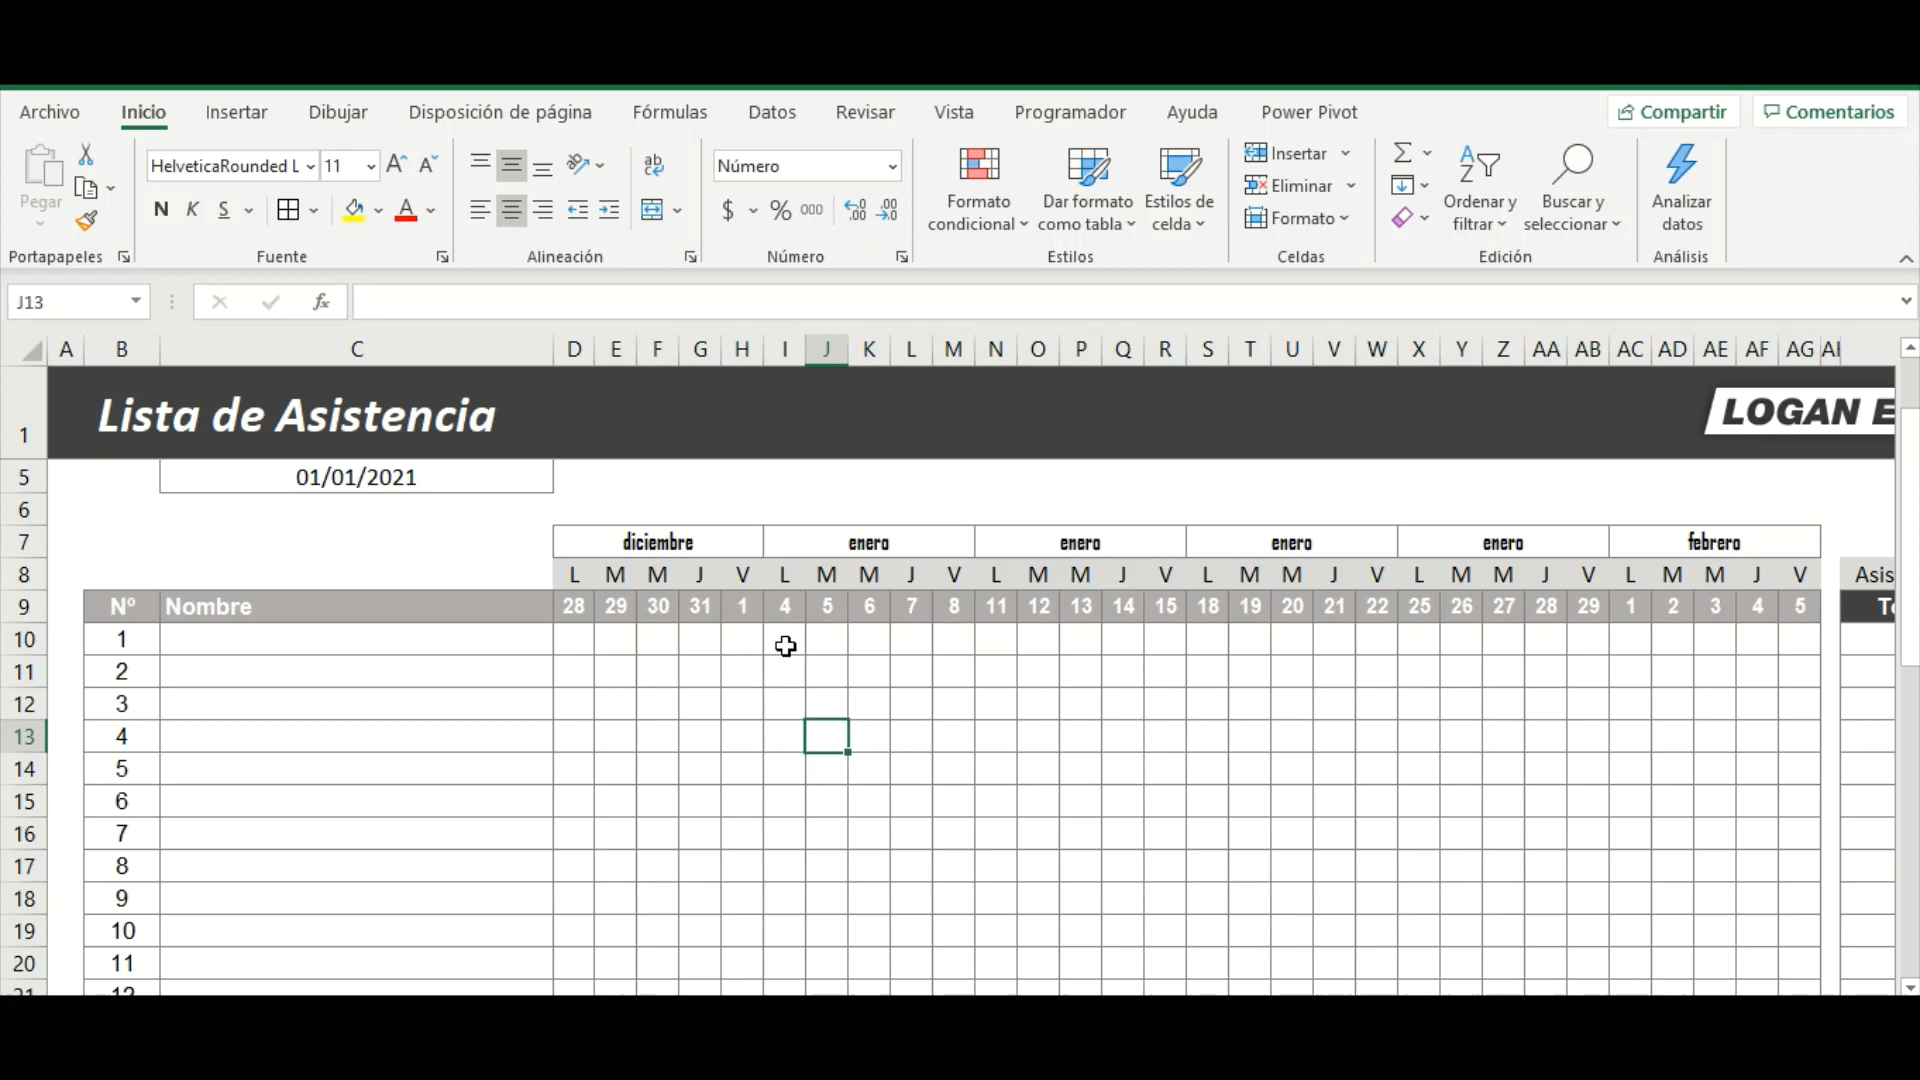 Archivo Inicio Insertar Dibujar Disposición de página Fórmulas Datos Revisar Vista Programador Ayuda Power Pivot Compartir Comentarios
Pegar
HelveticaRounded L 11
N K S
ab
Número
$ % 000
Formato condicional
Dar formato como tabla
Estilos de celda
Insertar
Eliminar
Formato
Ordenar y filtrar
Buscar y seleccionar
Analizar datos
Portapapeles Fuente Alineación Número Estilos Celdas Edición Análisis
J13 fx
A B C D E F G H I J K L M N O P Q R S T U V W X Y Z AA AB AC AD AE AF AG
1 Lista de Asistencia LOGAN E
5 01/01/2021
6
7 diciembre enero enero enero enero febrero
8 L M M J V L M M J V L M M J V L M M J V L M M J V L M M J V Asis
9 Nº Nombre 28 29 30 31 1 4 5 6 7 8 11 12 13 14 15 18 19 20 21 22 25 26 27 28 29 1 2 3 4 5
10 1
11 2
12 3
13 4
14 5
15 6
16 7
17 8
18 9
19 10
20 11
21 12